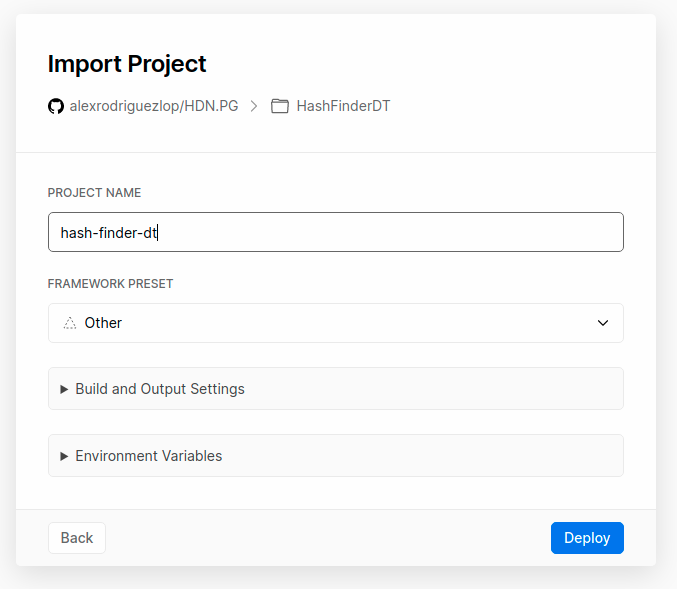 Import Project
alexrodriguezlop/HDN.PG > HashFinderDT
PROJECT NAME
hash-finder-dt
FRAMEWORK PRESET
Other
Build and Output Settings
Environment Variables
Back Deploy